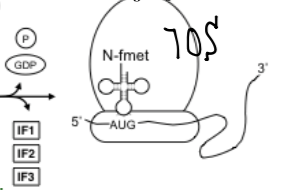 70S
P
N-fmet
GDP
3'
5'
AUG
IF1
IF2
IF3